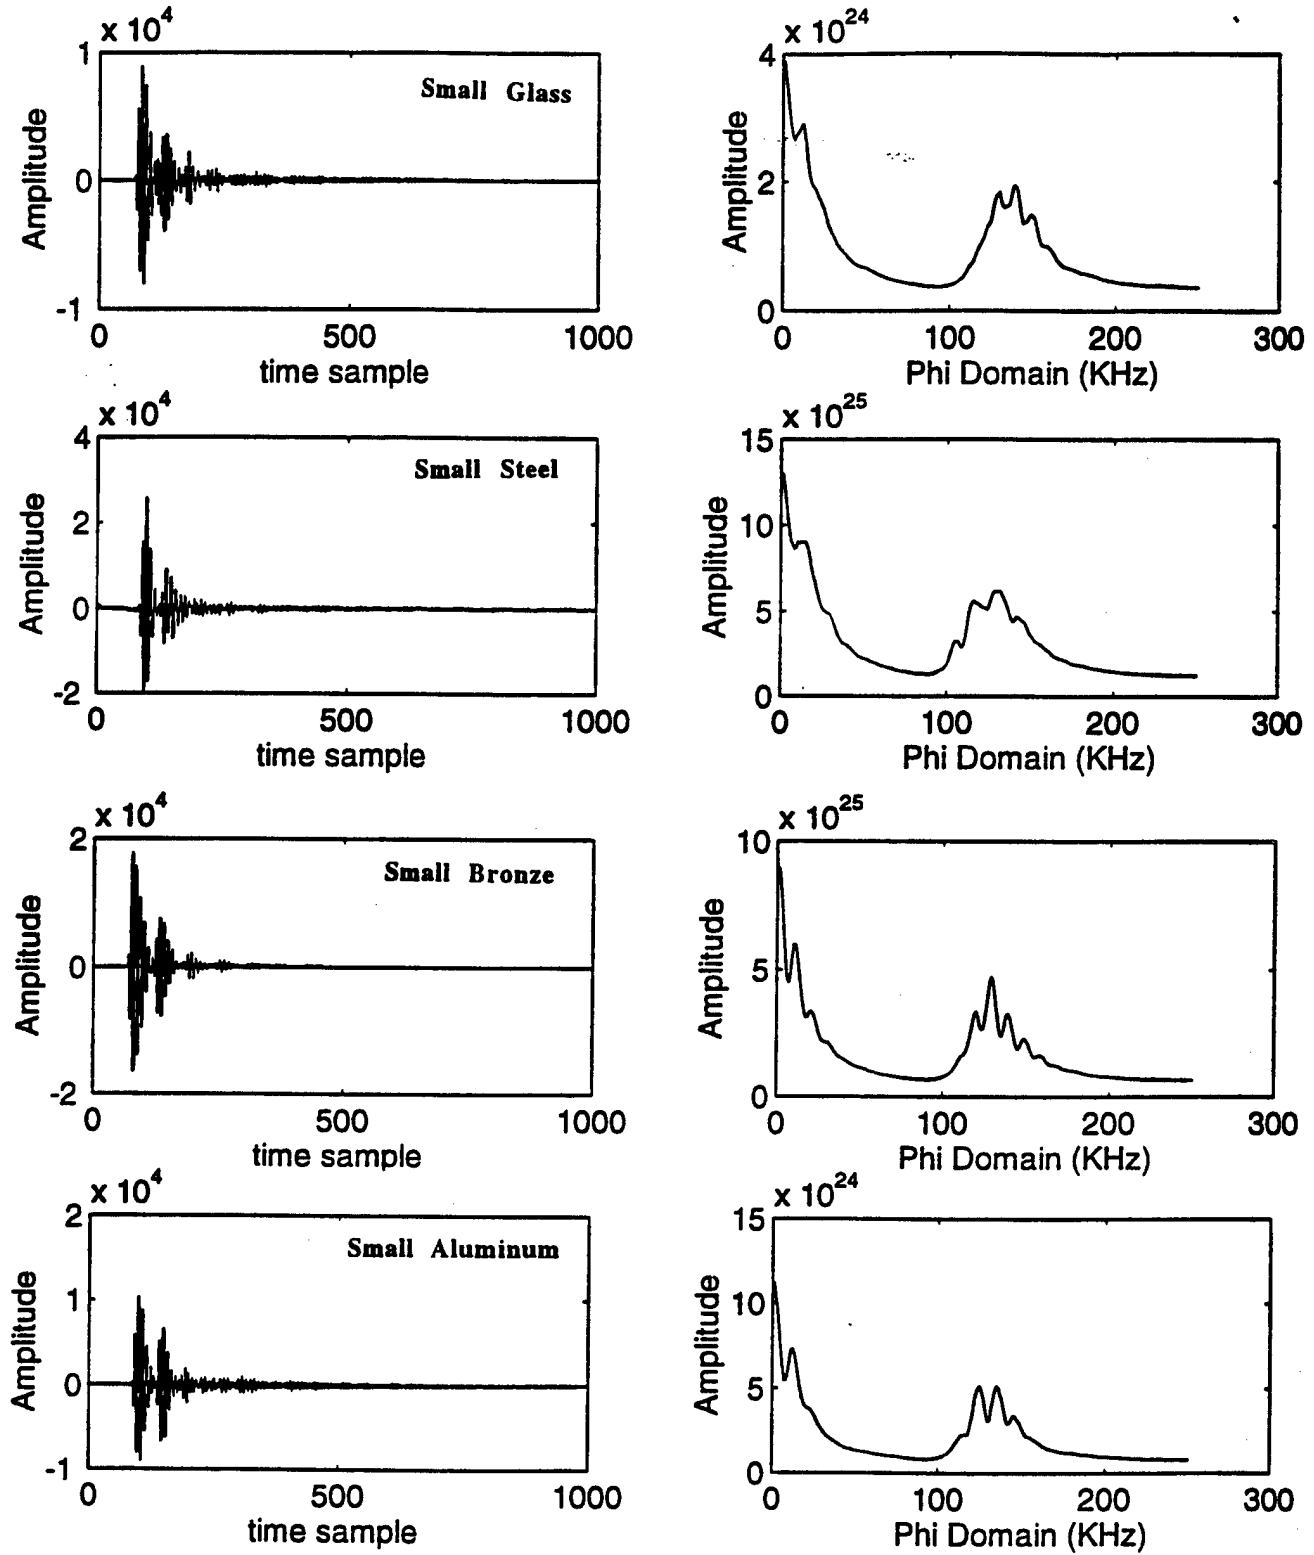 x 10^4
1
Small Glass
Amplitude
0
-1
0 500 1000
time sample
x 10^24
4
Amplitude
2
0
0 100 200 300
Phi Domain (KHz)
x 10^4
4
Small Steel
2
Amplitude
0
-2
0 500 1000
time sample
x 10^25
15
10
Amplitude
5
0
0 100 200 300
Phi Domain (KHz)
x 10^4
2
Small Bronze
Amplitude
0
-2
0 500 1000
time sample
x 10^25
10
Amplitude
5
0
0 100 200 300
Phi Domain (KHz)
x 10^4
2
Small Aluminum
1
Amplitude
0
-1
0 500 1000
time sample
x 10^24
15
10
Amplitude
5
0
0 100 200 300
Phi Domain (KHz)